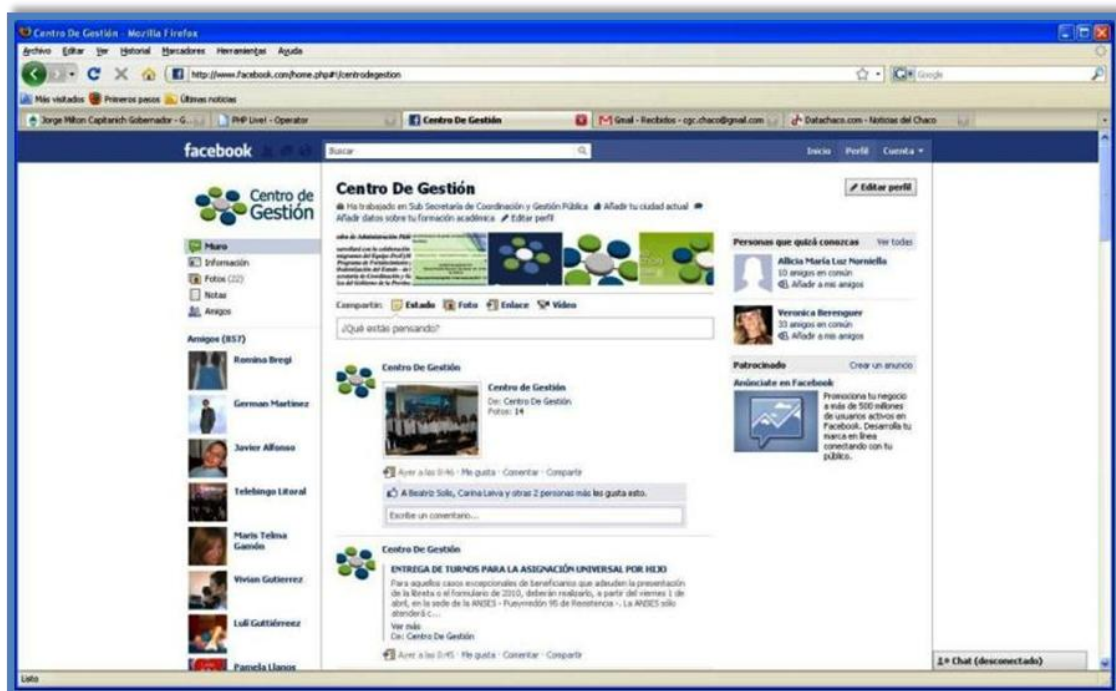 Centro De Gestión - Mozilla Firefox
Archivo Editar Ver Historial Marcadores Herramientas Ayuda
http://www.facebook.com/home.php#!/centrodegestion
Google
Más visitados Primeros pasos Últimas noticias
Jorge Milton Capitanich Gobernador - G...
PHP Live! - Operator
Centro De Gestión
Gmail - Recibidos - cgc.chaco@gmail.com
Datachaco.com - Noticias del Chaco
facebook
Buscar
Inicio Perfil Cuenta
Centro de
Gestión
Muro
Información
Fotos (22)
Notas
Amigos
Amigos (857)
Romina Bregi
German Martinez
Javier Alfonso
Telebingo Litoral
Maris Telma
Gamón
Vivian Gutierrez
Luli Guttiérreez
Pamela Llanos
Centro De Gestión
Editar perfil
Ha trabajado en Sub Secretaría de Coordinación y Gestión Pública Añadir tu ciudad actual
Añadir datos sobre tu formación académica Editar perfil
Compartir: Estado Foto Enlace Vídeo
¿Qué estás pensando?
Centro De Gestión
Centro de Gestión
De: Centro De Gestión
Fotos: 14
Ayer a las 8:46 · Me gusta · Comentar · Compartir
A Beatriz Solis, Carina Leiva y otras 2 personas más les gusta esto.
Escribe un comentario...
Centro De Gestión
ENTREGA DE TURNOS PARA LA ASIGNACIÓN UNIVERSAL POR HIJO
Para aquellos casos excepcionales de beneficiarios que adeuden la presentación
de la libreta o el formulario de 2010, deberán realizarlo, a partir del viernes 1 de
abril, en la sede de la ANSES - Pueyrredón 95 de Resistencia -. La ANSES sólo
atenderá c...
Ver más
De: Centro De Gestión
Ayer a las 8:45 · Me gusta · Comentar · Compartir
Personas que quizá conozcas Ver todas
Allicia María Luz Norniella
10 amigos en común
Añadir a mis amigos
Veronica Berenguer
33 amigos en común
Añadir a mis amigos
Patrocinado Crear un anuncio
Anúnciate en Facebook
Promociona tu negocio
a más de 500 millones
de usuarios activos en
Facebook. Desarrolla tu
marca en línea
conectando con tu
público.
Chat (desconectado)
Listo